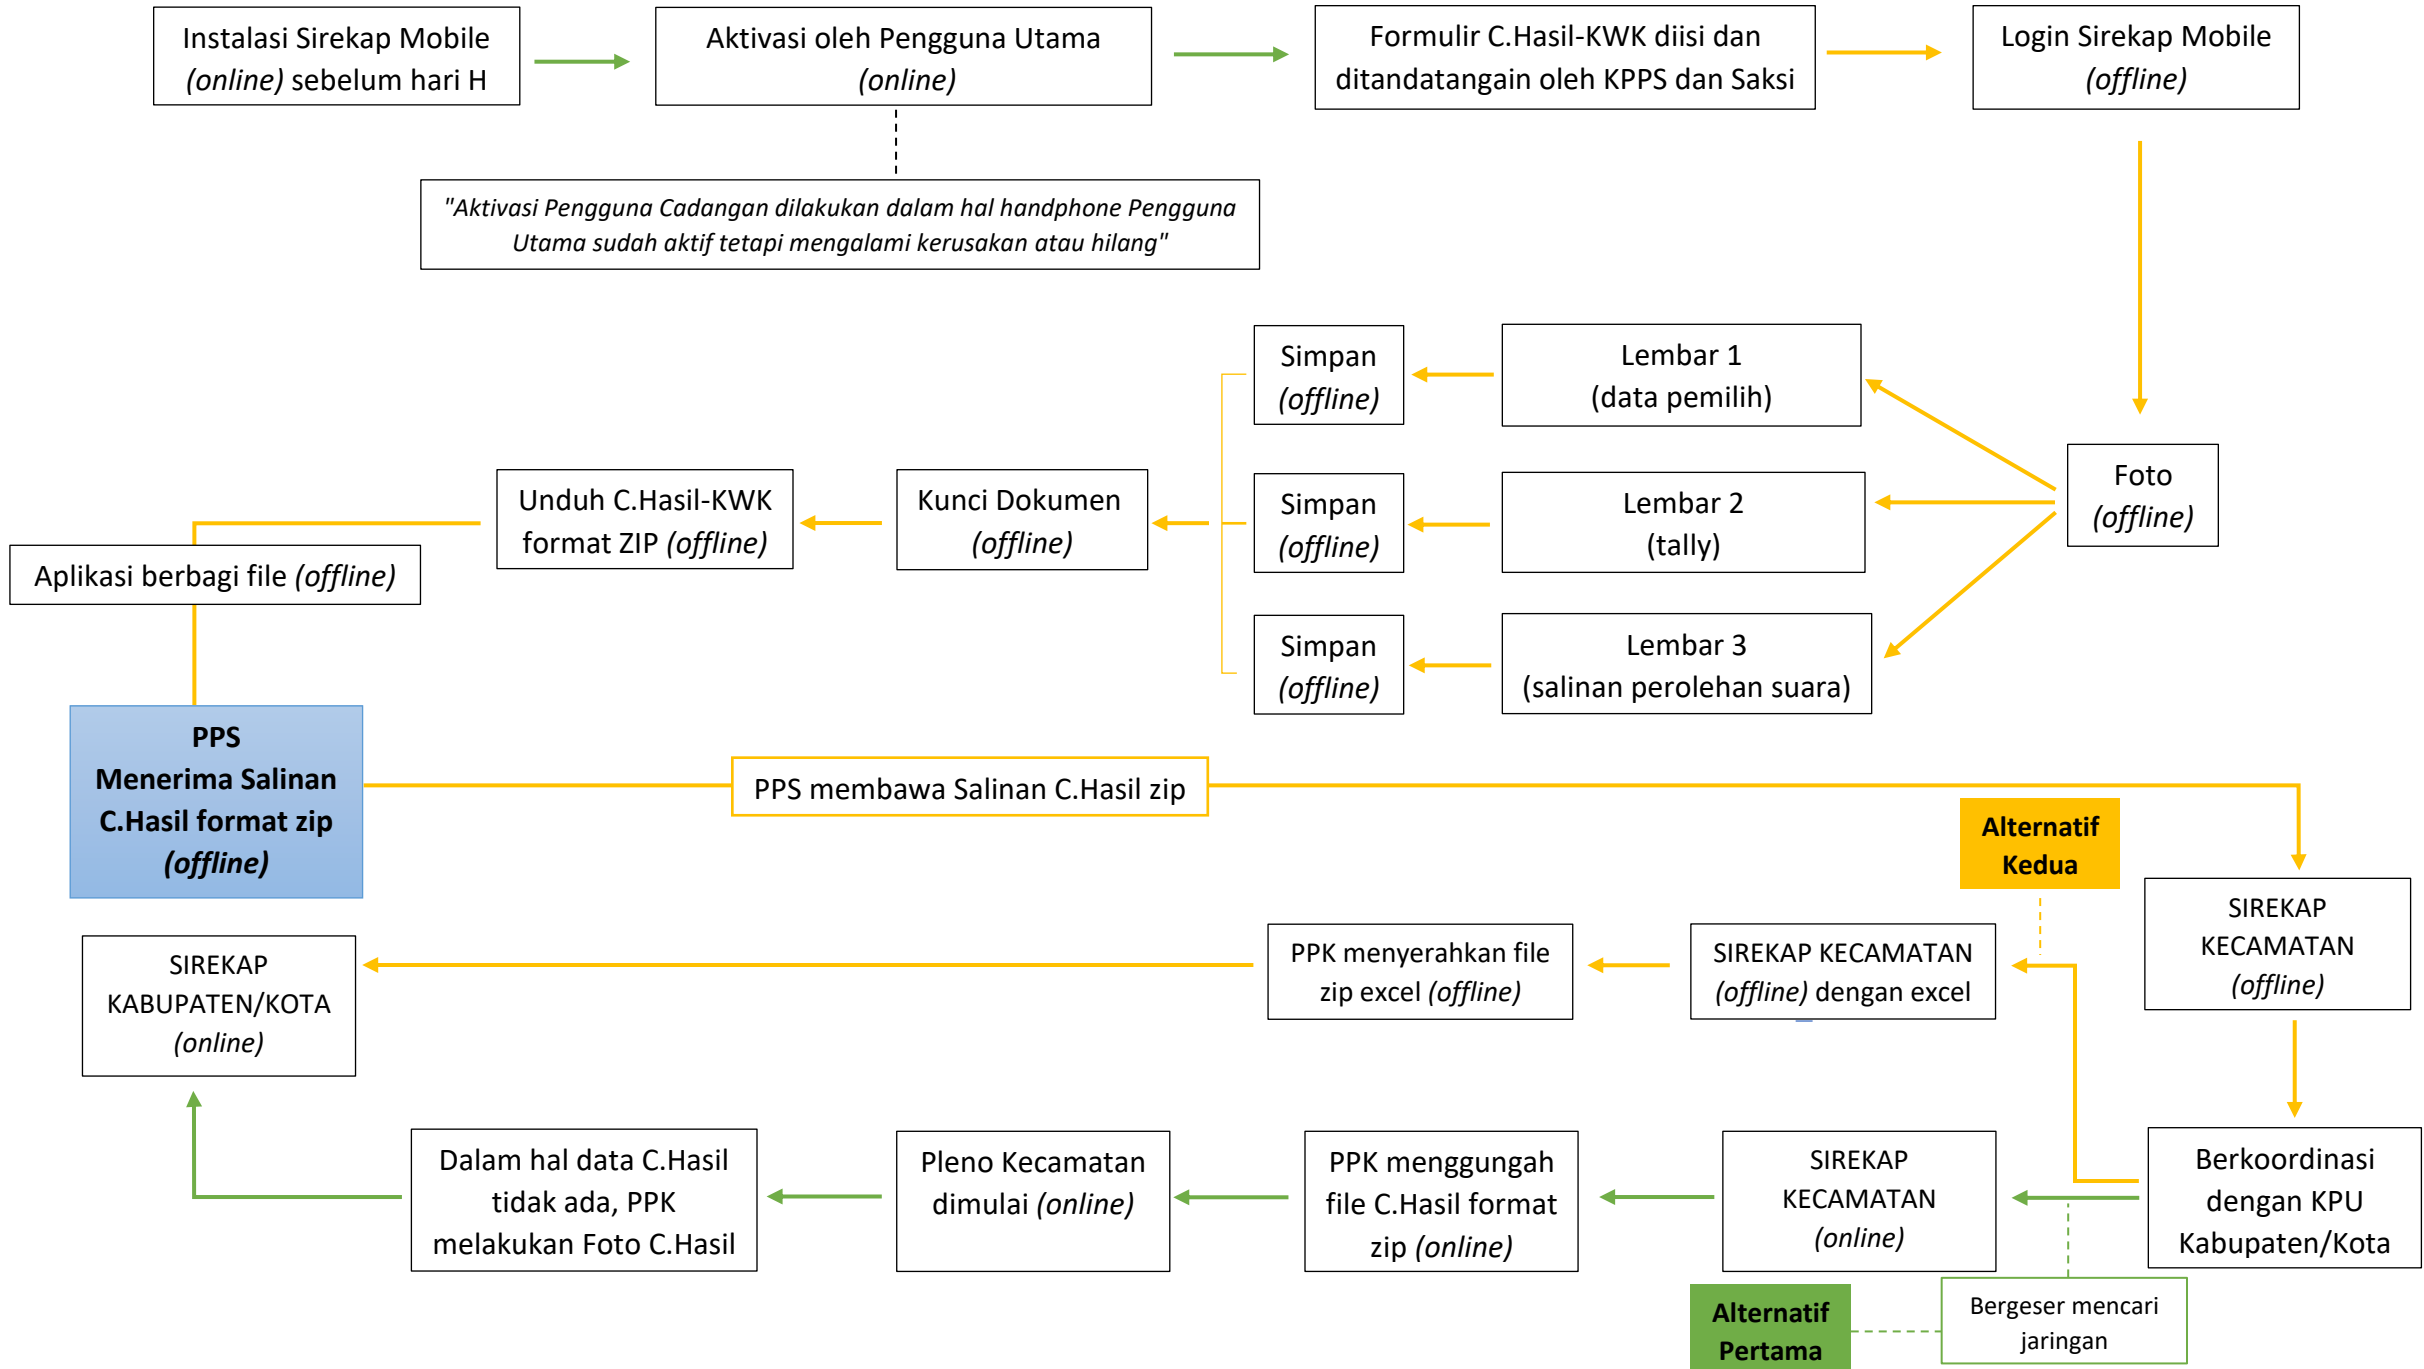 Instalasi Sirekap Mobile
(online) sebelum hari H
Aktivasi oleh Pengguna Utama
(online)
Formulir C.Hasil-KWK diisi dan
ditandatangain oleh KPPS dan Saksi
Login Sirekap Mobile
(offline)
"Aktivasi Pengguna Cadangan dilakukan dalam hal handphone Pengguna
Utama sudah aktif tetapi mengalami kerusakan atau hilang"
Foto
(offline)
Lembar 1
(data pemilih)
Simpan
(offline)
Lembar 2
(tally)
Simpan
(offline)
Lembar 3
(salinan perolehan suara)
Simpan
(offline)
Kunci Dokumen
(offline)
Unduh C.Hasil-KWK
format ZIP (offline)
Aplikasi berbagi file (offline)
PPS
Menerima Salinan
C.Hasil format zip
(offline)
PPS membawa Salinan C.Hasil zip
SIREKAP
KECAMATAN
(offline)
Berkoordinasi
dengan KPU
Kabupaten/Kota
Alternatif
Kedua
SIREKAP KECAMATAN
(offline) dengan excel
PPK menyerahkan file
zip excel (offline)
SIREKAP
KABUPATEN/KOTA
(online)
Alternatif
Pertama
Bergeser mencari
jaringan
SIREKAP
KECAMATAN
(online)
PPK menggungah
file C.Hasil format
zip (online)
Pleno Kecamatan
dimulai (online)
Dalam hal data C.Hasil
tidak ada, PPK
melakukan Foto C.Hasil